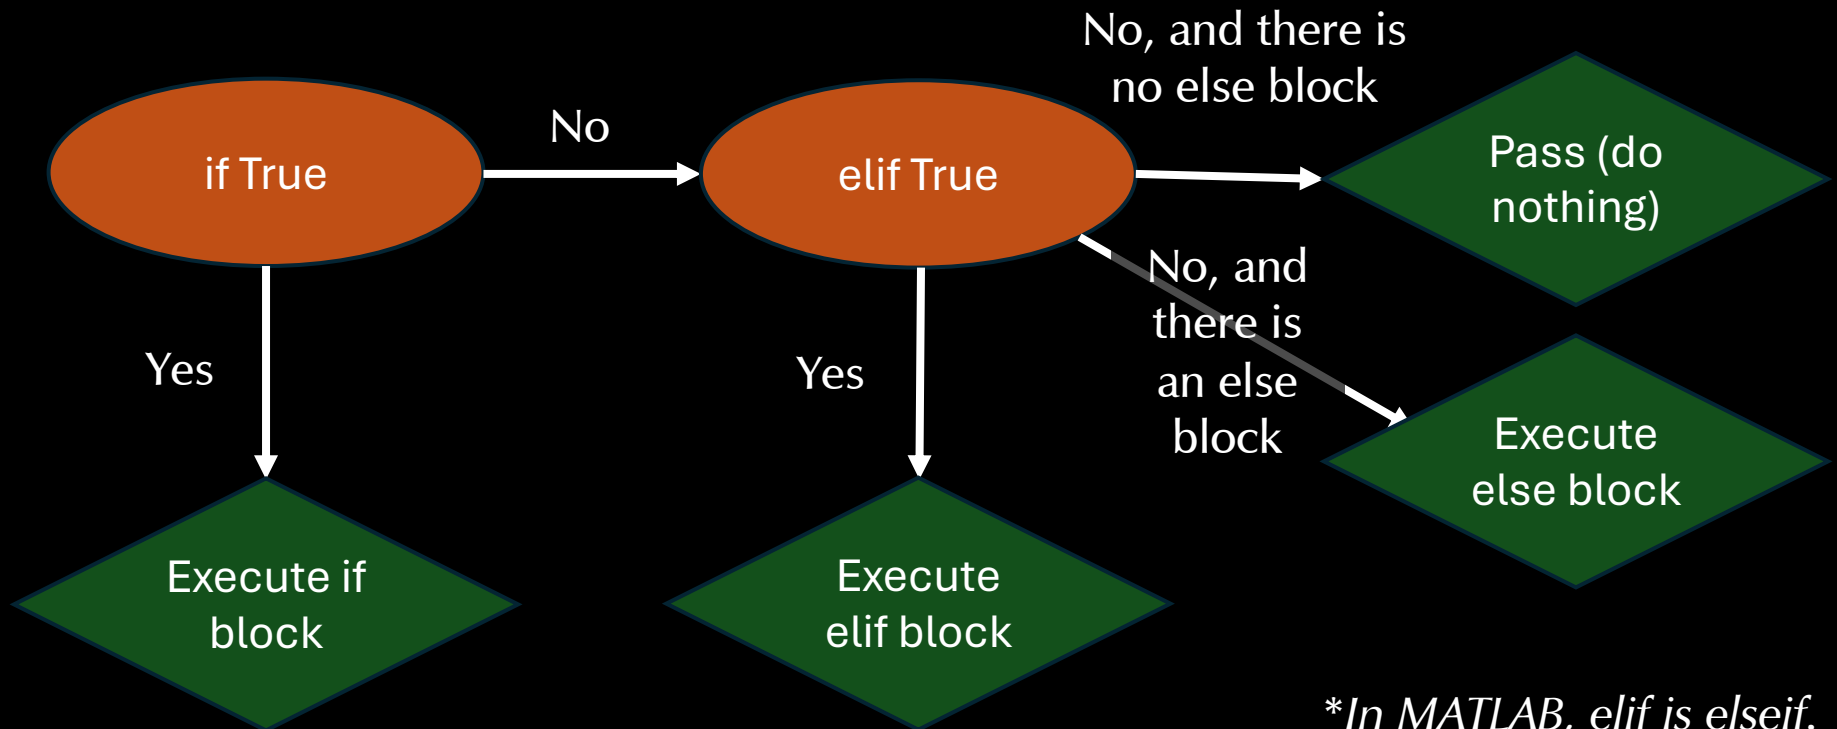 if True
No
elif True
No, and there is
no else block
Pass (do
nothing)
Yes
Yes
No, and
there is
an else
block
Execute
else block
Execute if
block
Execute
elif block
*In MATLAB, elif is elseif.